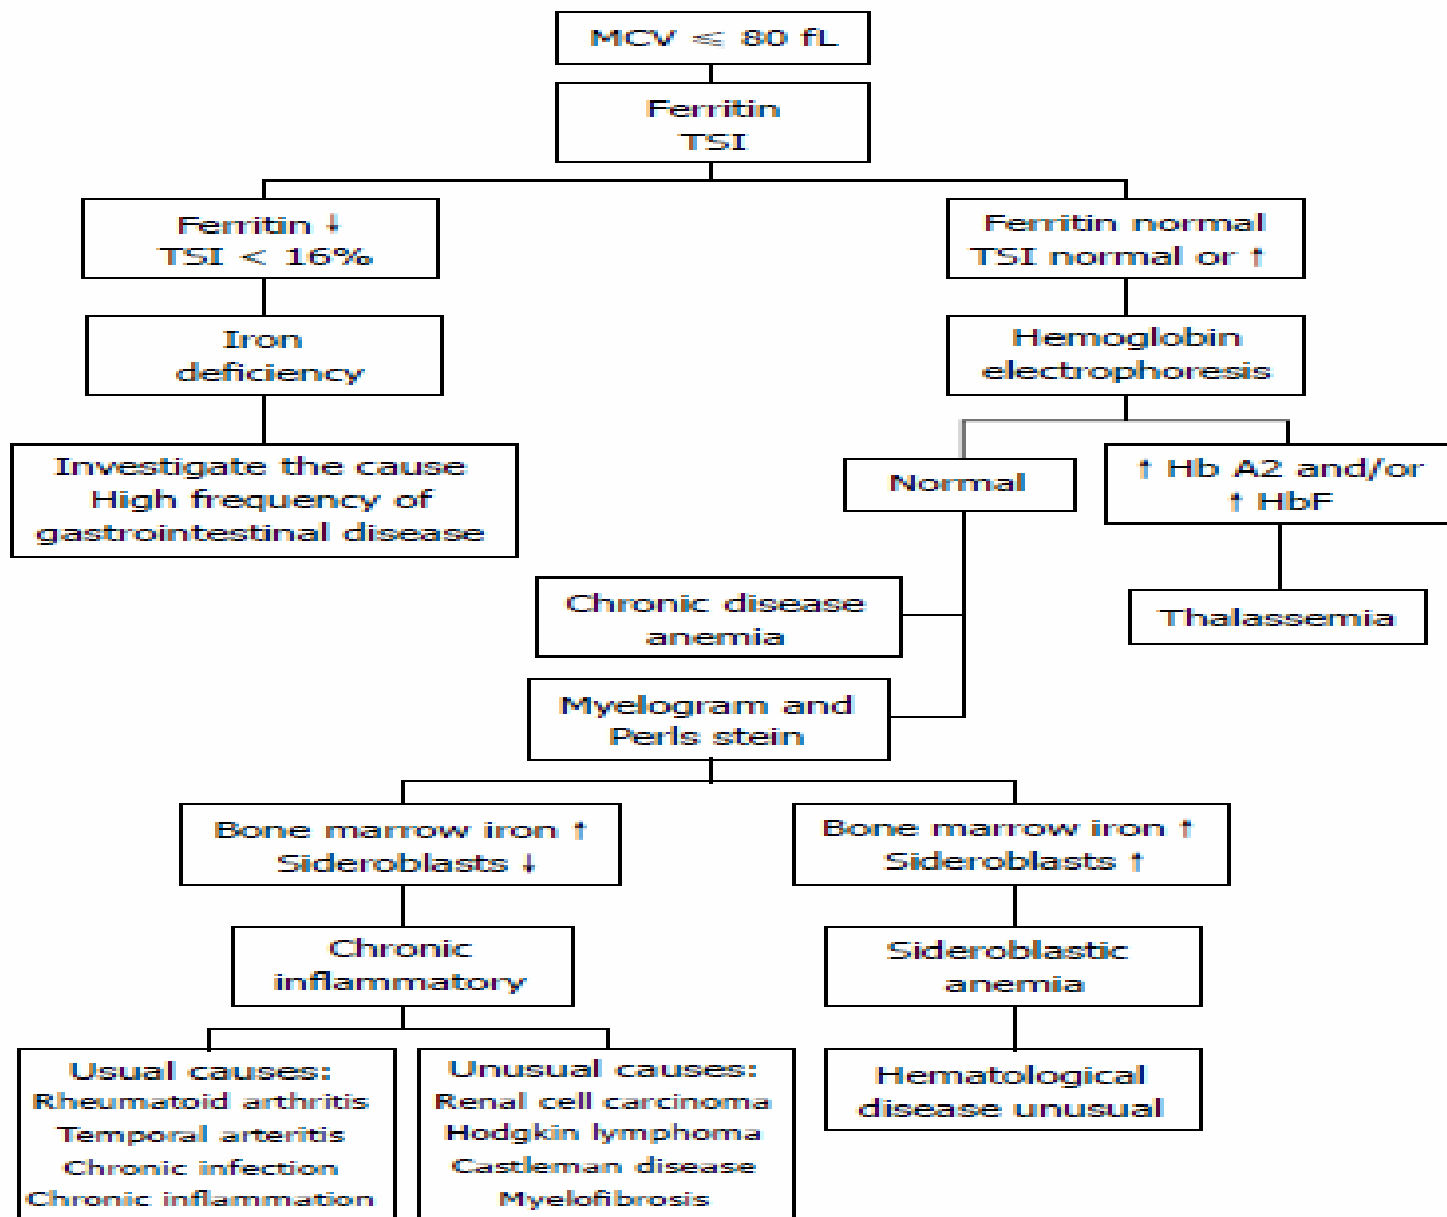 MCV ⩽ 80 fL
Ferritin
TSI
Ferritin ↓
TSI < 16%
Ferritin normal
TSI normal or ↑
Iron
deficiency
Hemoglobin
electrophoresis
Investigate the cause
High frequency of
gastrointestinal disease
Normal
↑ Hb A2 and/or
↑ HbF
Chronic disease
anemia
Thalassemia
Myelogram and
Perls stein
Bone marrow iron ↑
Sideroblasts ↓
Bone marrow iron ↑
Sideroblasts ↑
Chronic
inflammatory
Sideroblastic
anemia
Usual causes:
Rheumatoid arthritis
Temporal arteritis
Chronic infection
Chronic inflammation
Unusual causes:
Renal cell carcinoma
Hodgkin lymphoma
Castleman disease
Myelofibrosis
Hematological
disease unusual